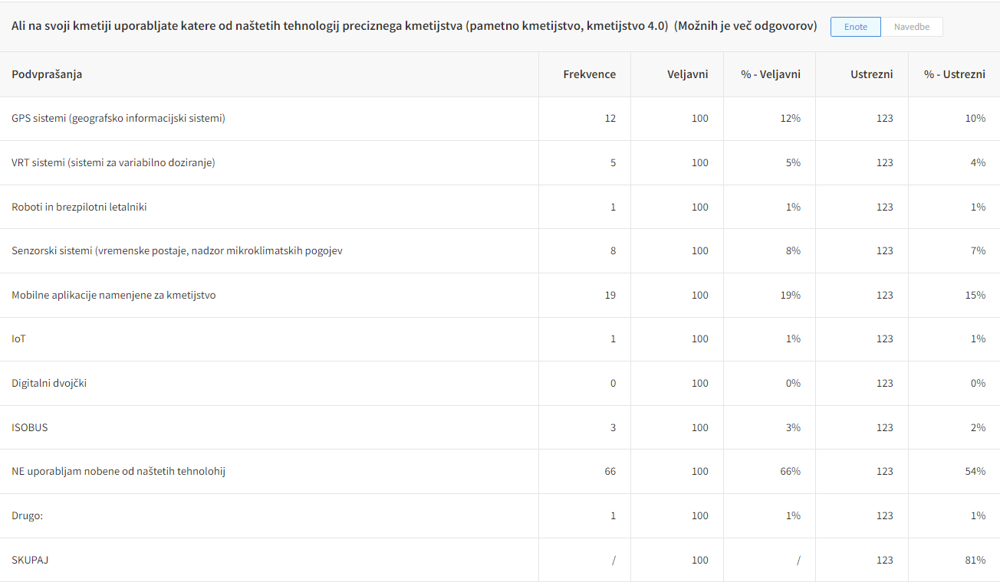 Ali na svoji kmetiji uporabljate katere od naštetih tehnologij preciznega kmetijstva (pametno kmetijstvo, kmetijstvo 4.0) (Možnih je več odgovorov) Enote Navedbe
Podvprašanja Frekvence Veljavni % - Veljavni Ustrezni % - Ustrezni
GPS sistemi (geografsko informacijski sistemi) 12 100 12% 123 10%
VRT sistemi (sistemi za variabilno doziranje) 5 100 5% 123 4%
Roboti in brezpilotni letalniki 1 100 1% 123 1%
Senzorski sistemi (vremenske postaje, nadzor mikroklimatskih pogojev 8 100 8% 123 7%
Mobilne aplikacije namenjene za kmetijstvo 19 100 19% 123 15%
IoT 1 100 1% 123 1%
Digitalni dvojčki 0 100 0% 123 0%
ISOBUS 3 100 3% 123 2%
NE uporabljam nobene od naštetih tehnolohij 66 100 66% 123 54%
Drugo: 1 100 1% 123 1%
SKUPAJ / 100 / 123 81%